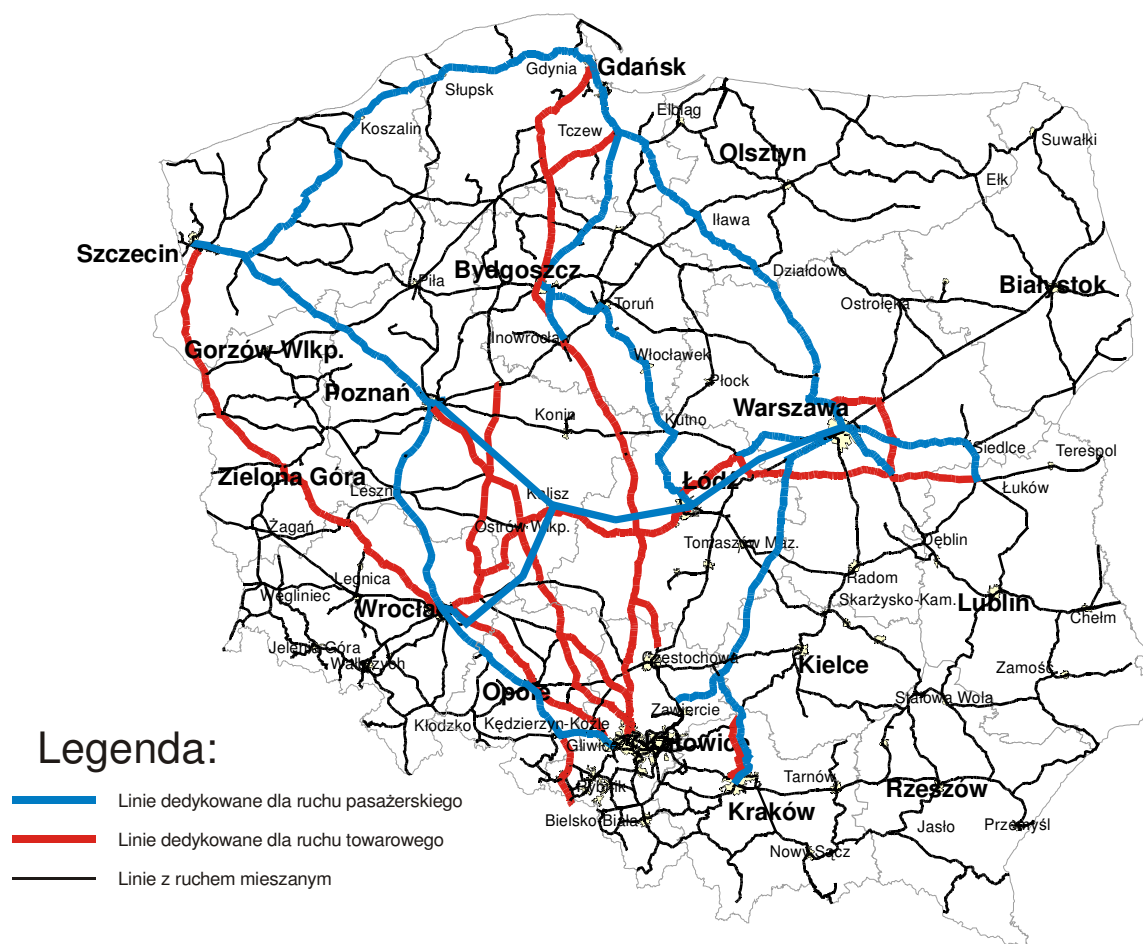 Gdynia
Gdańsk
Słupsk
Elbląg
Koszalin
Tczew
Suwałki
Olsztyn
Ełk
Iława
Szczecin
Bydgoszcz
Działdowo
Piła
Białystok
Toruń
Ostrołęka
Inowrocław
Gorzów Wlkp.
Włocławek
Płock
Poznań
Konin
Kutno
Warszawa
Siedlce
Terespol
Zielona Góra
Łódź
Leszn
Kalisz
Łuków
Żagań
Ostrów Wlkp.
Tomaszów Maz.
Dęblin
Legnica
Radom
Węgliniec
Wrocła
Skarżysko-Kam.
Lublin
Chełm
Jelenia Góra
Wałbrzych
Częstochowa
Kielce
Zamość
Opole
Stalowa Wola
Zawiercie
Kłodzko
Kędzierzyn-Koźle
Legenda:
Gliwice
Katowice
Tarnów
Rzeszów
Rybnik
Linie dedykowane dla ruchu pasażerskiego
Kraków
Bielsko-Biała
Jasło
Przemyśl
Linie dedykowane dla ruchu towarowego
Nowy Sącz
Linie z ruchem mieszanym